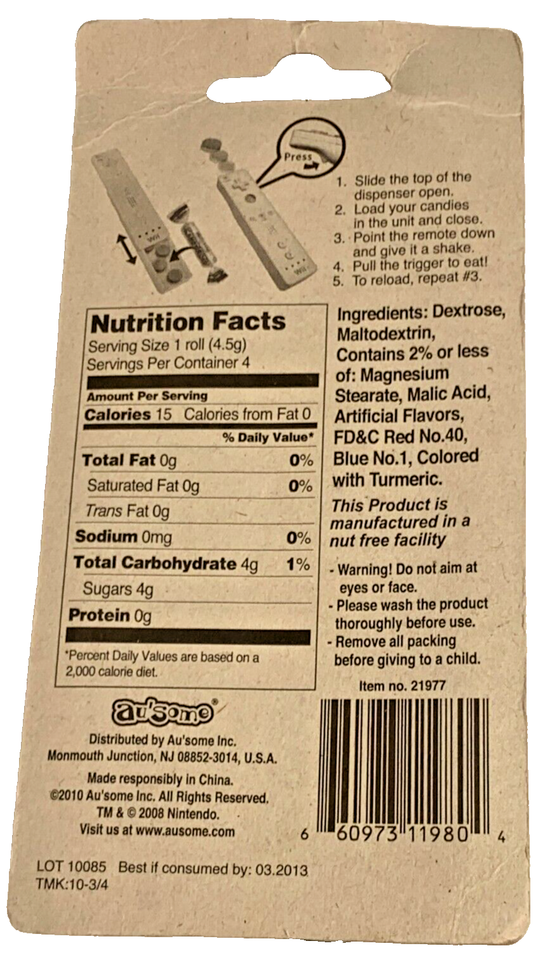 Press
1. Slide the top of the
dispenser open.
2. Load your candies
in the unit and close.
3. Point the remote down
and give it a shake.
4. Pull the trigger to eat!
5. To reload, repeat #3.
Wii
Wii
Nutrition Facts
Serving Size 1 roll (4.5g)
Servings Per Container 4
Amount Per Serving
Calories 15 Calories from Fat 0
% Daily Value*
Total Fat 0g 0%
Saturated Fat 0g 0%
Trans Fat 0g
Sodium 0mg 0%
Total Carbohydrate 4g 1%
Sugars 4g
Protein 0g
*Percent Daily Values are based on a
2,000 calorie diet.
Ingredients: Dextrose,
Maltodextrin,
Contains 2% or less
of: Magnesium
Stearate, Malic Acid,
Artificial Flavors,
FD&C Red No.40,
Blue No.1, Colored
with Turmeric.
This Product is
manufactured in a
nut free facility
- Warning! Do not aim at
eyes or face.
- Please wash the product
thoroughly before use.
- Remove all packing
before giving to a child.
Item no. 21977
au'some®
Distributed by Au'some Inc.
Monmouth Junction, NJ 08852-3014, U.S.A.
Made responsibly in China.
©2010 Au'some Inc. All Rights Reserved.
TM & © 2008 Nintendo.
Visit us at www.ausome.com
6 60973 11980 4
LOT 10085 Best if consumed by: 03.2013
TMK:10-3/4